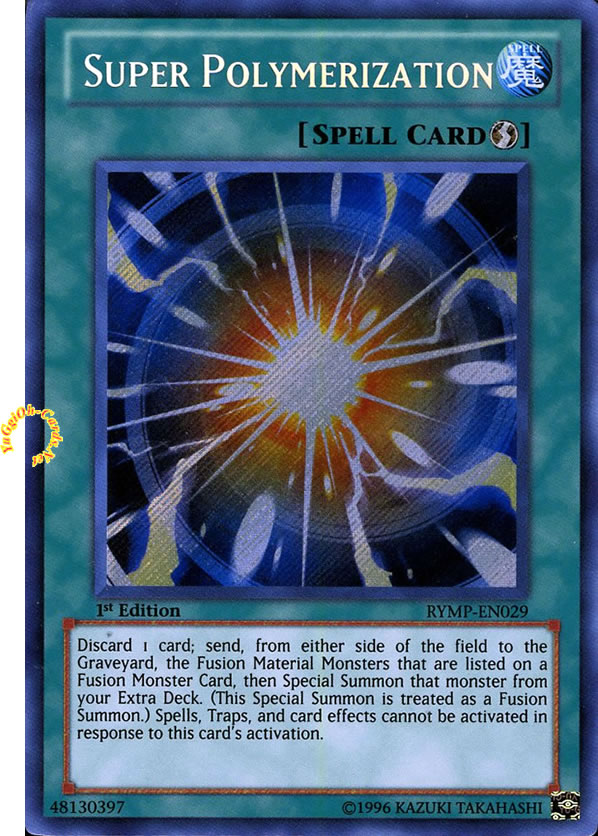 SUPER POLYMERIZATION
SPELL
魔
[SPELL CARD]
YuGgiOh-Cards.Net
1st Edition
RYMP-EN029
Discard 1 card; send, from either side of the field to the
Graveyard, the Fusion Material Monsters that are listed on a
Fusion Monster Card, then Special Summon that monster from
your Extra Deck. (This Special Summon is treated as a Fusion
Summon.) Spells, Traps, and card effects cannot be activated in
response to this card's activation.
48130397
©1996 KAZUKI TAKAHASHI